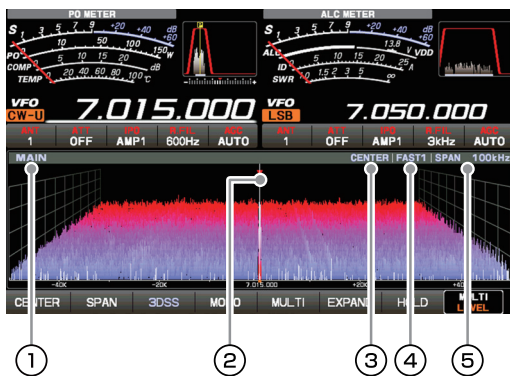 PO METER
ALC METER
S 1 3 5 7 9 +20 +40 +60 dB
PO 0 10 50 100 150 W
COMP 0 5 10 15 20 dB
TEMP 0 20 40 60 80 100 °C
S 1 3 5 7 9 +20 +40 +60 dB
ALC 13.8 V VDD
ID 0 5 10 15 20 25 A
SWR 1 1.5 2 3 5 ∞
VFO
CW-U
7.015.000
VFO
LSB
7.050.000
ANT ATT IPO R.FIL AGC
1 OFF AMP1 600Hz AUTO
ANT ATT IPO R.FIL AGC
1 OFF AMP1 3kHz AUTO
MAIN
CENTER FAST1 SPAN 100kHz
-40K -20K 7.015.000 +20K
CENTER SPAN 3DSS MONO MULTI EXPAND HOLD MULTI
LEVEL
1 2 3 4 5